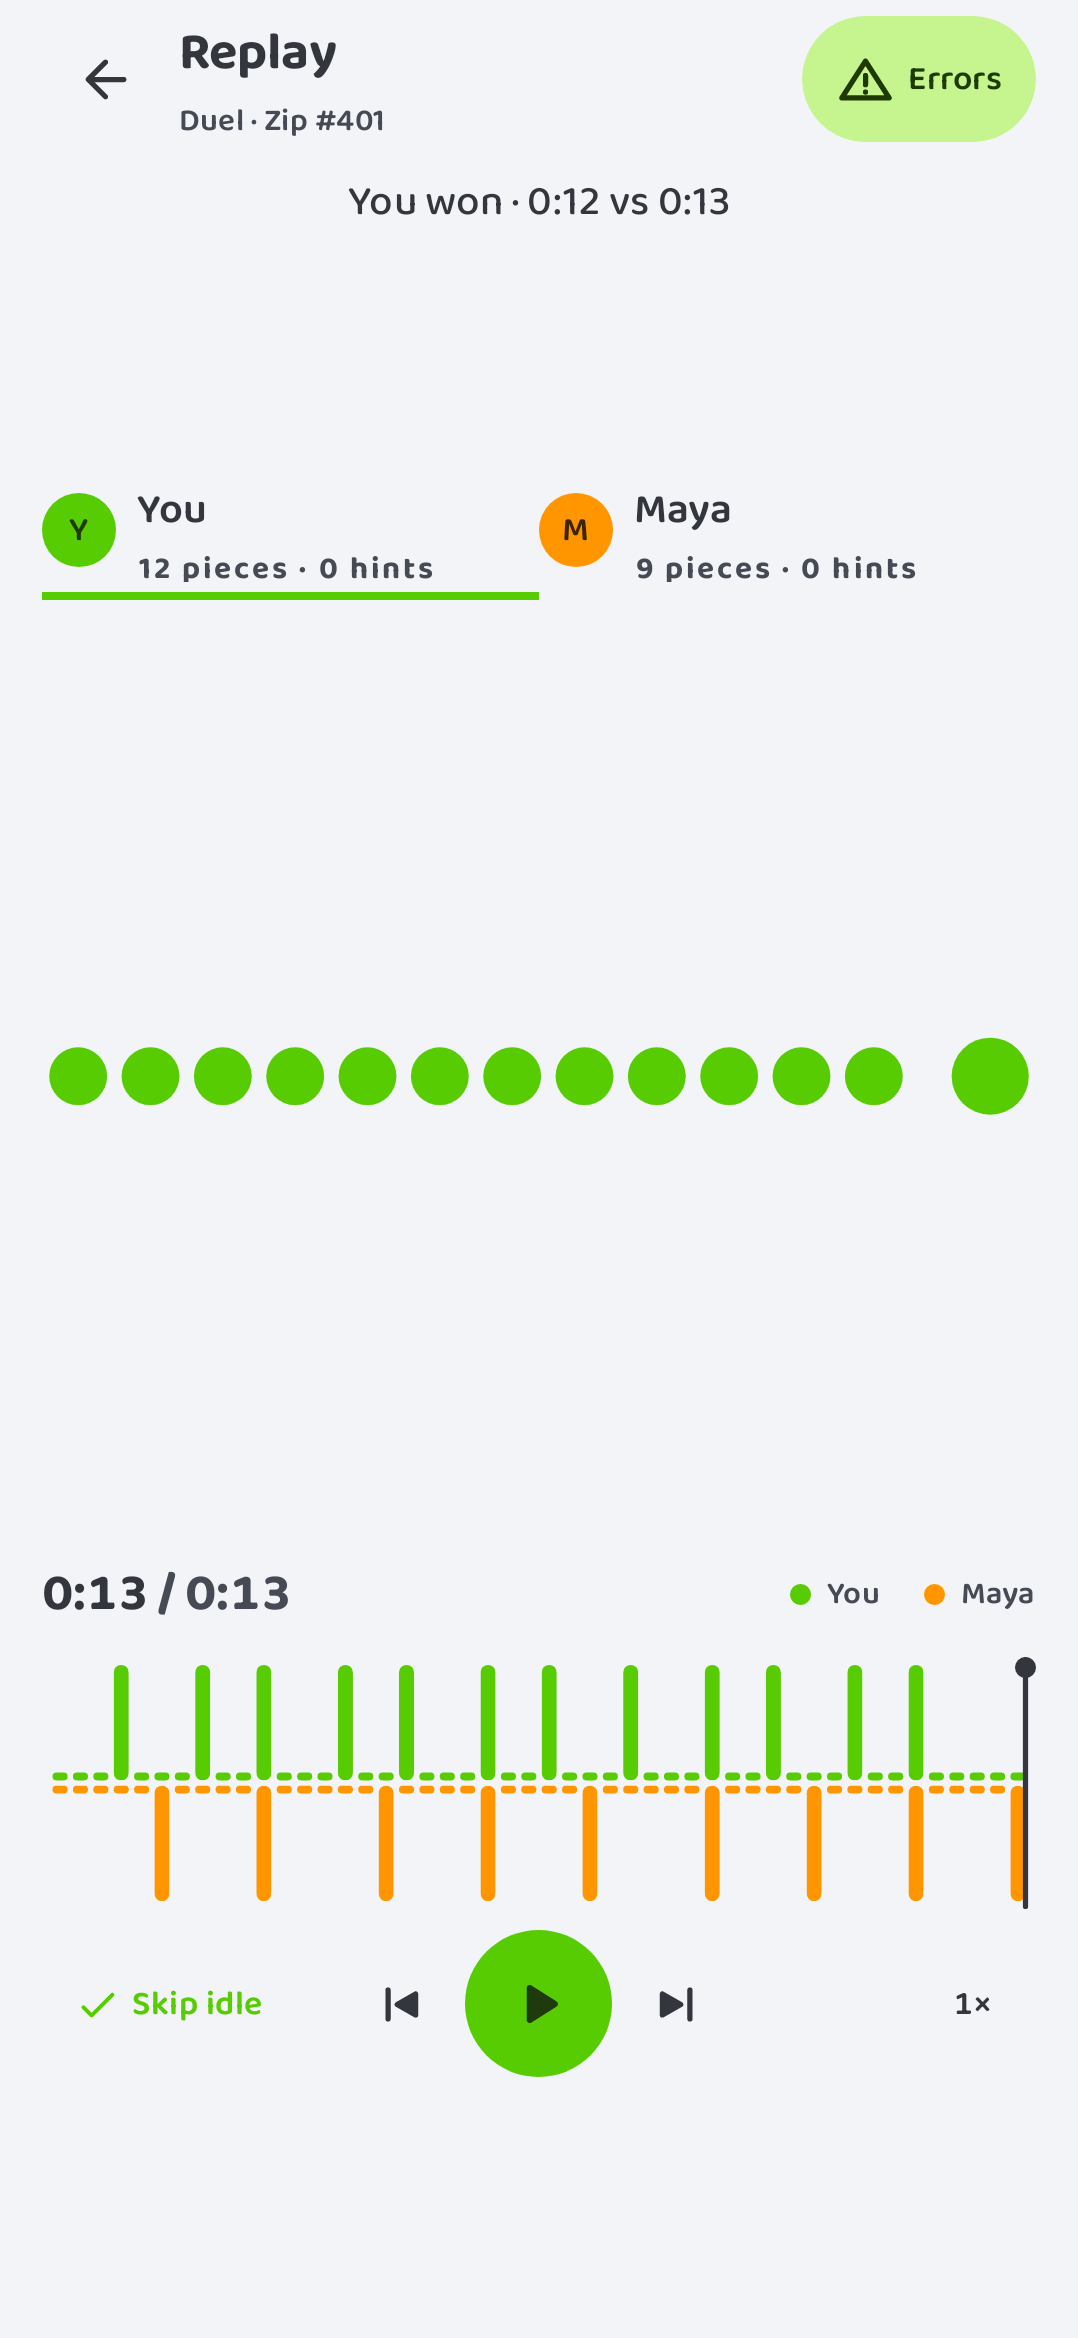 Replay
Duel · Zip #401
Errors
You won · 0:12 vs 0:13
Y
You
12 pieces · 0 hints
M
Maya
9 pieces · 0 hints
0:13 / 0:13
You
Maya
Skip idle
1×